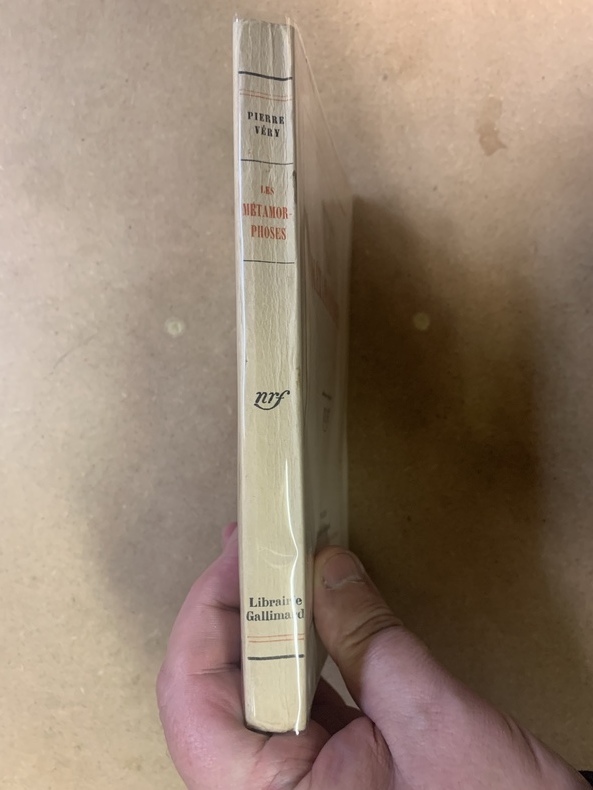 PIERRE
VÉRY
LES
MÉTAMOR-
PHOSES
nrf
Librairie
Gallimard